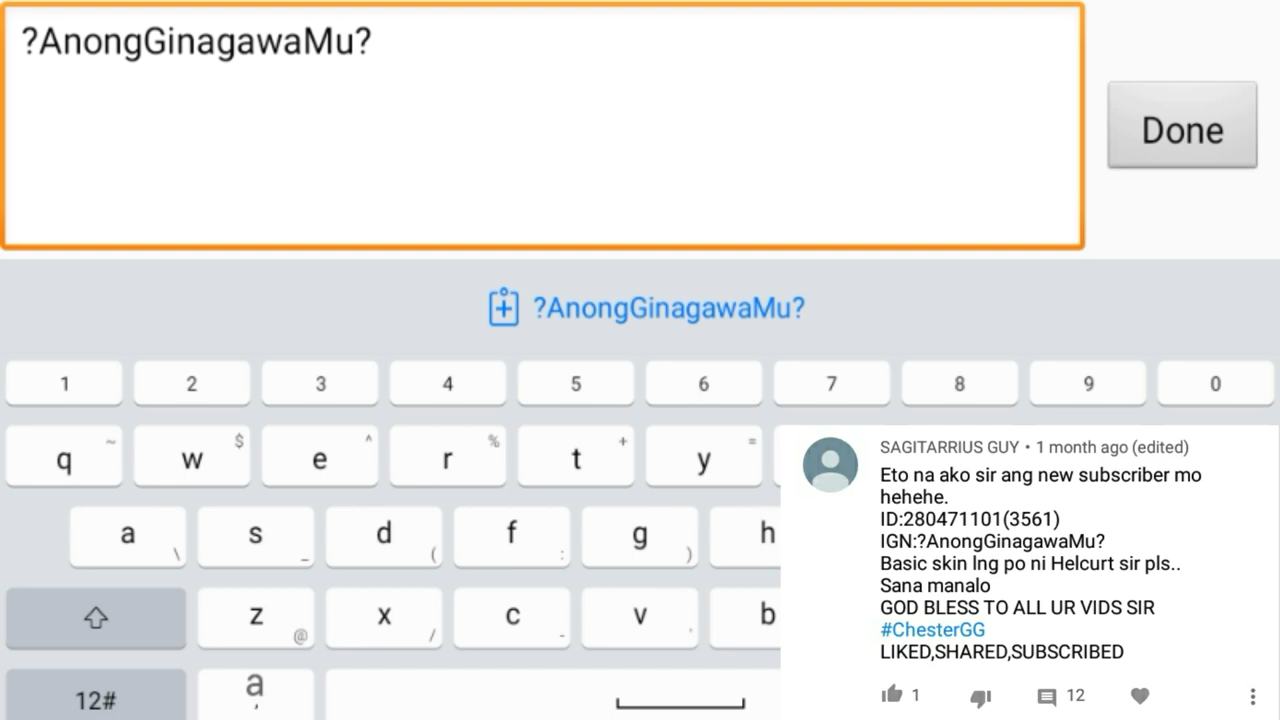 ?AnongGinagawaMu?
Done
?AnongGinagawaMu?
1 2 3 4 5 6 7 8 9 0
q ~ w $ e ^ r % t + y =
a \ s _ d ( f : g ) h
z @ x / c - v ' b
12# a ,
SAGITARRIUS GUY • 1 month ago (edited)
Eto na ako sir ang new subscriber mo
hehehe.
ID:280471101(3561)
IGN:?AnongGinagawaMu?
Basic skin lng po ni Helcurt sir pls..
Sana manalo
GOD BLESS TO ALL UR VIDS SIR
#ChesterGG
LIKED,SHARED,SUBSCRIBED
1 12